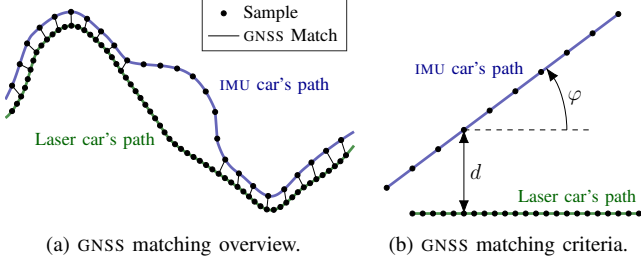 Sample
GNSS Match
IMU car's path
Laser car's path
(a) GNSS matching overview.
IMU car's path
φ
d
Laser car's path
(b) GNSS matching criteria.